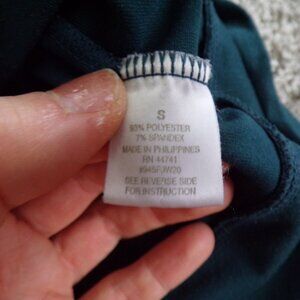 S
93% POLYESTER
7% SPANDEX
MADE IN PHILIPPINES
RN 44741
SEE REVERSE SIDE
FOR INSTRUCTION